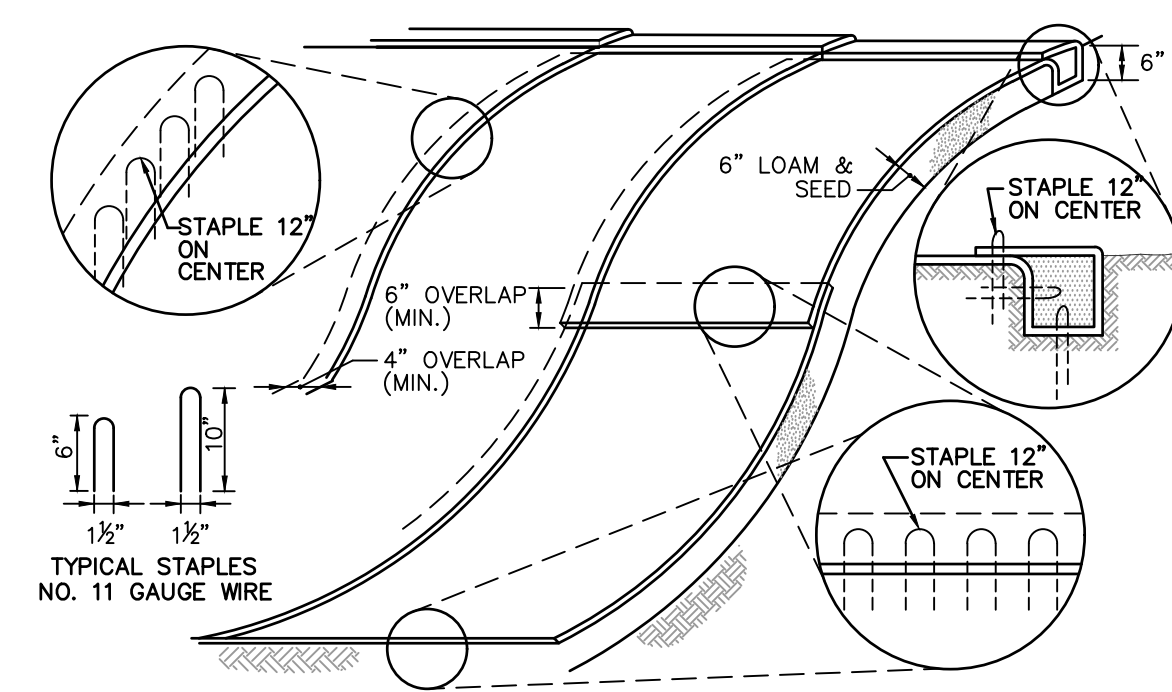 6”
6” LOAM &
SEED
STAPLE 12”
ON CENTER
STAPLE 12”
ON
CENTER
6” OVERLAP
(MIN.)
4” OVERLAP
(MIN.)
6”
10”
1½”
1½”
TYPICAL STAPLES
NO. 11 GAUGE WIRE
STAPLE 12”
ON CENTER